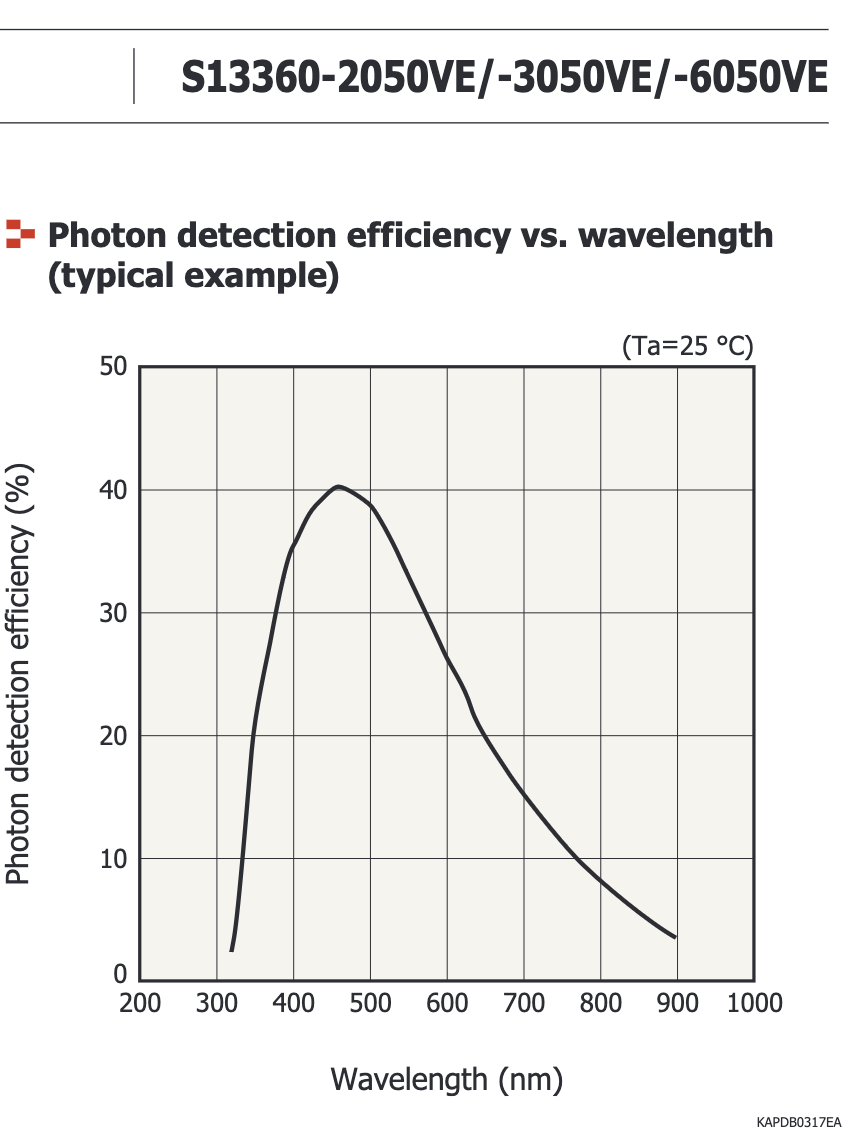 S13360-2050VE/-3050VE/-6050VE
Photon detection efficiency vs. wavelength
(typical example)
(Ta=25 °C)
Photon detection efficiency (%)
50
40
30
20
10
0
200 300 400 500 600 700 800 900 1000
Wavelength (nm)
KAPDB0317EA